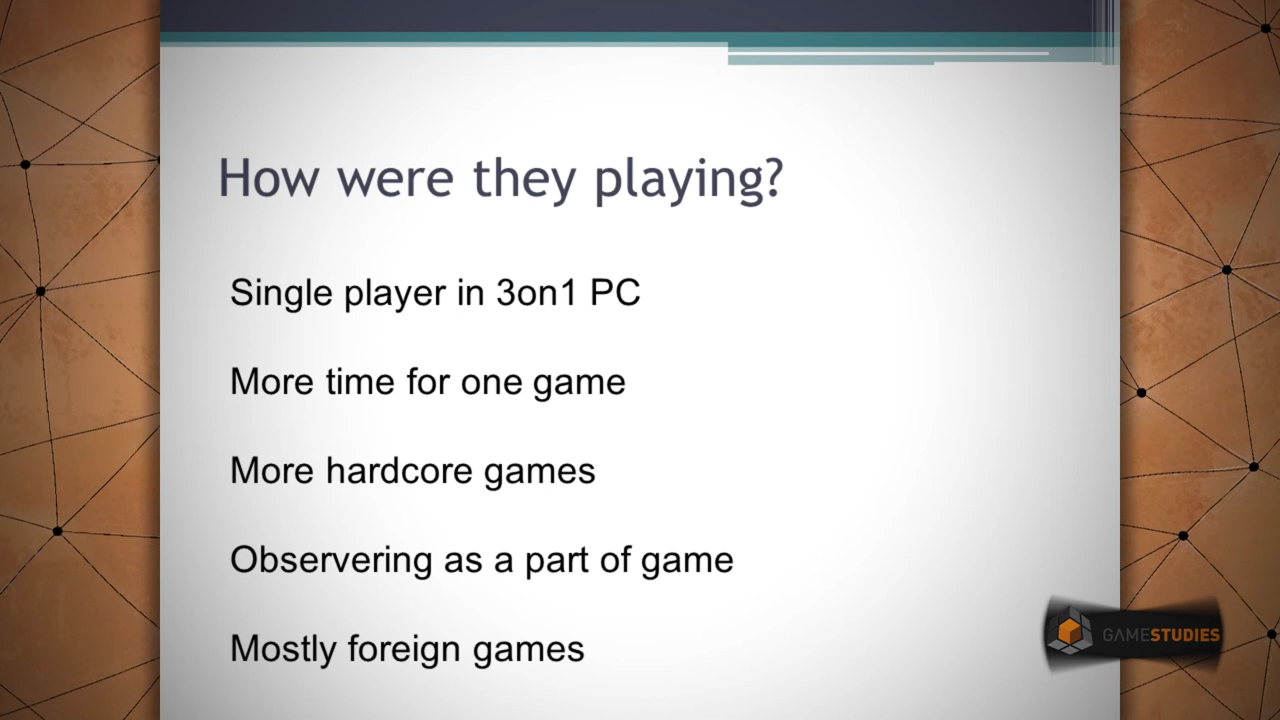 How were they playing?
Single player in 3on1 PC
More time for one game
More hardcore games
Observering as a part of game
Mostly foreign games
GAMESTUDIES